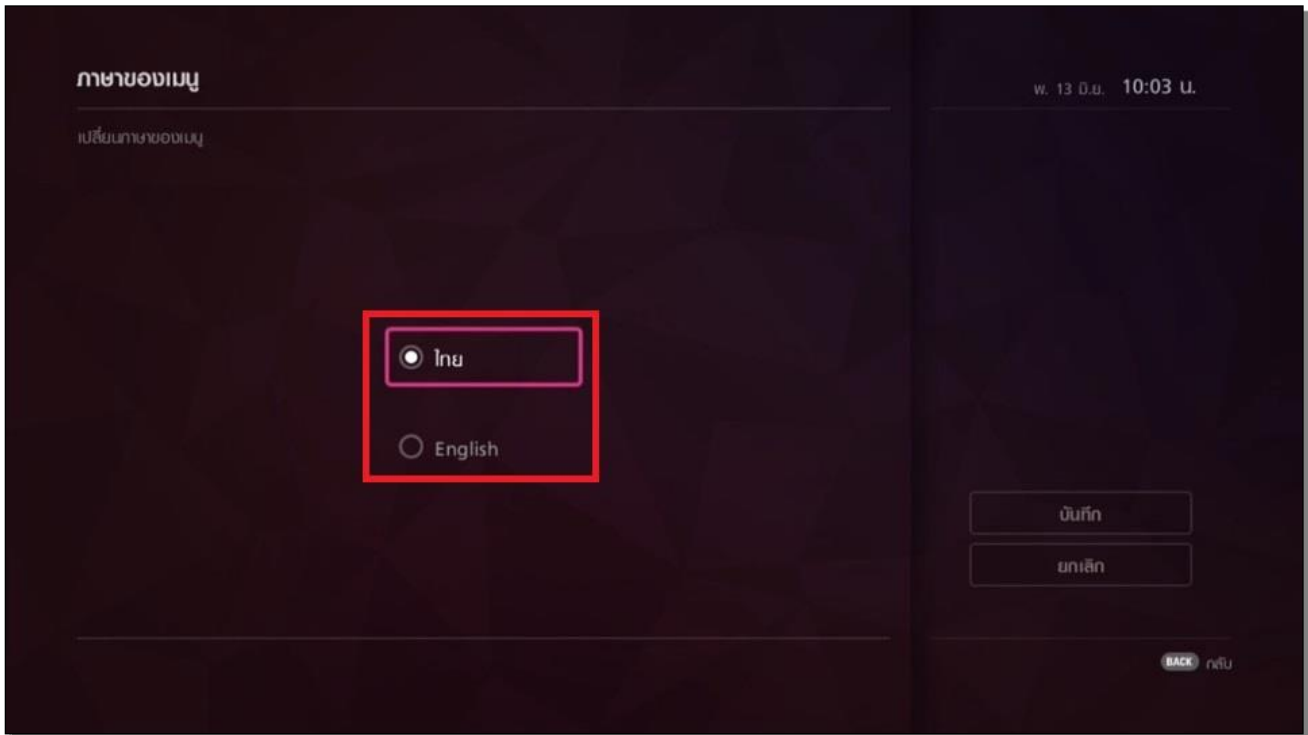 ภาษาของเมนู
พ. 13 มิ.ย. 10:03 น.
เปลี่ยนภาษาของเมนู
ไทย
English
บันทึก
ยกเลิก
BACK กลับ